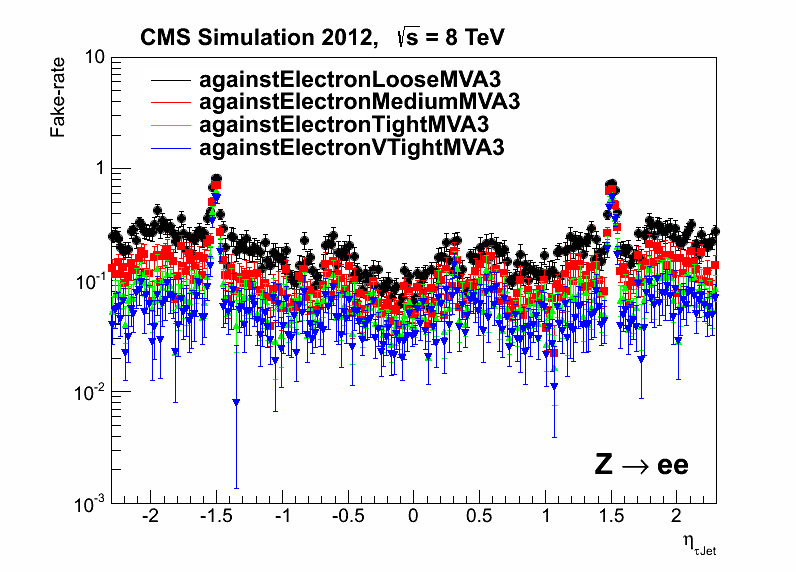 CMS Simulation 2012, √s = 8 TeV
Fake-rate
againstElectronLooseMVA3
againstElectronMediumMVA3
againstElectronTightMVA3
againstElectronVTightMVA3
10
1
10⁻¹
10⁻²
10⁻³
Z → ee
-2 -1.5 -1 -0.5 0 0.5 1 1.5 2
η τJet